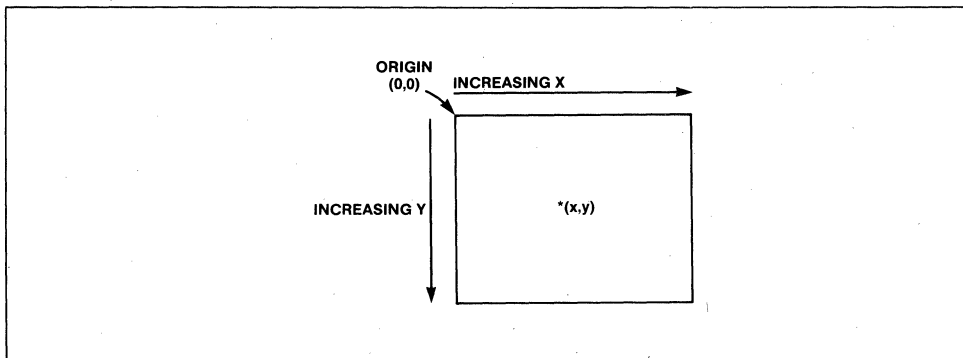 ORIGIN
(0,0)
INCREASING X
INCREASING Y
*(x,y)